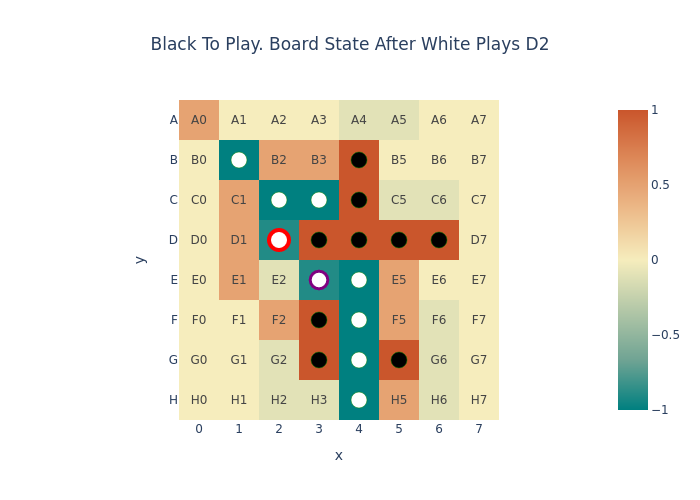 Black To Play. Board State After White Plays D2
A A0 A1 A2 A3 A4 A5 A6 A7
B B0 B2 B3 B5 B6 B7
C C0 C1 C5 C6 C7
D D0 D1 D7
E E0 E1 E2 E5 E6 E7
F F0 F1 F2 F5 F6 F7
G G0 G1 G2 G6 G7
H H0 H1 H2 H3 H5 H6 H7
0 1 2 3 4 5 6 7
x
y
1
0.5
0
−0.5
−1